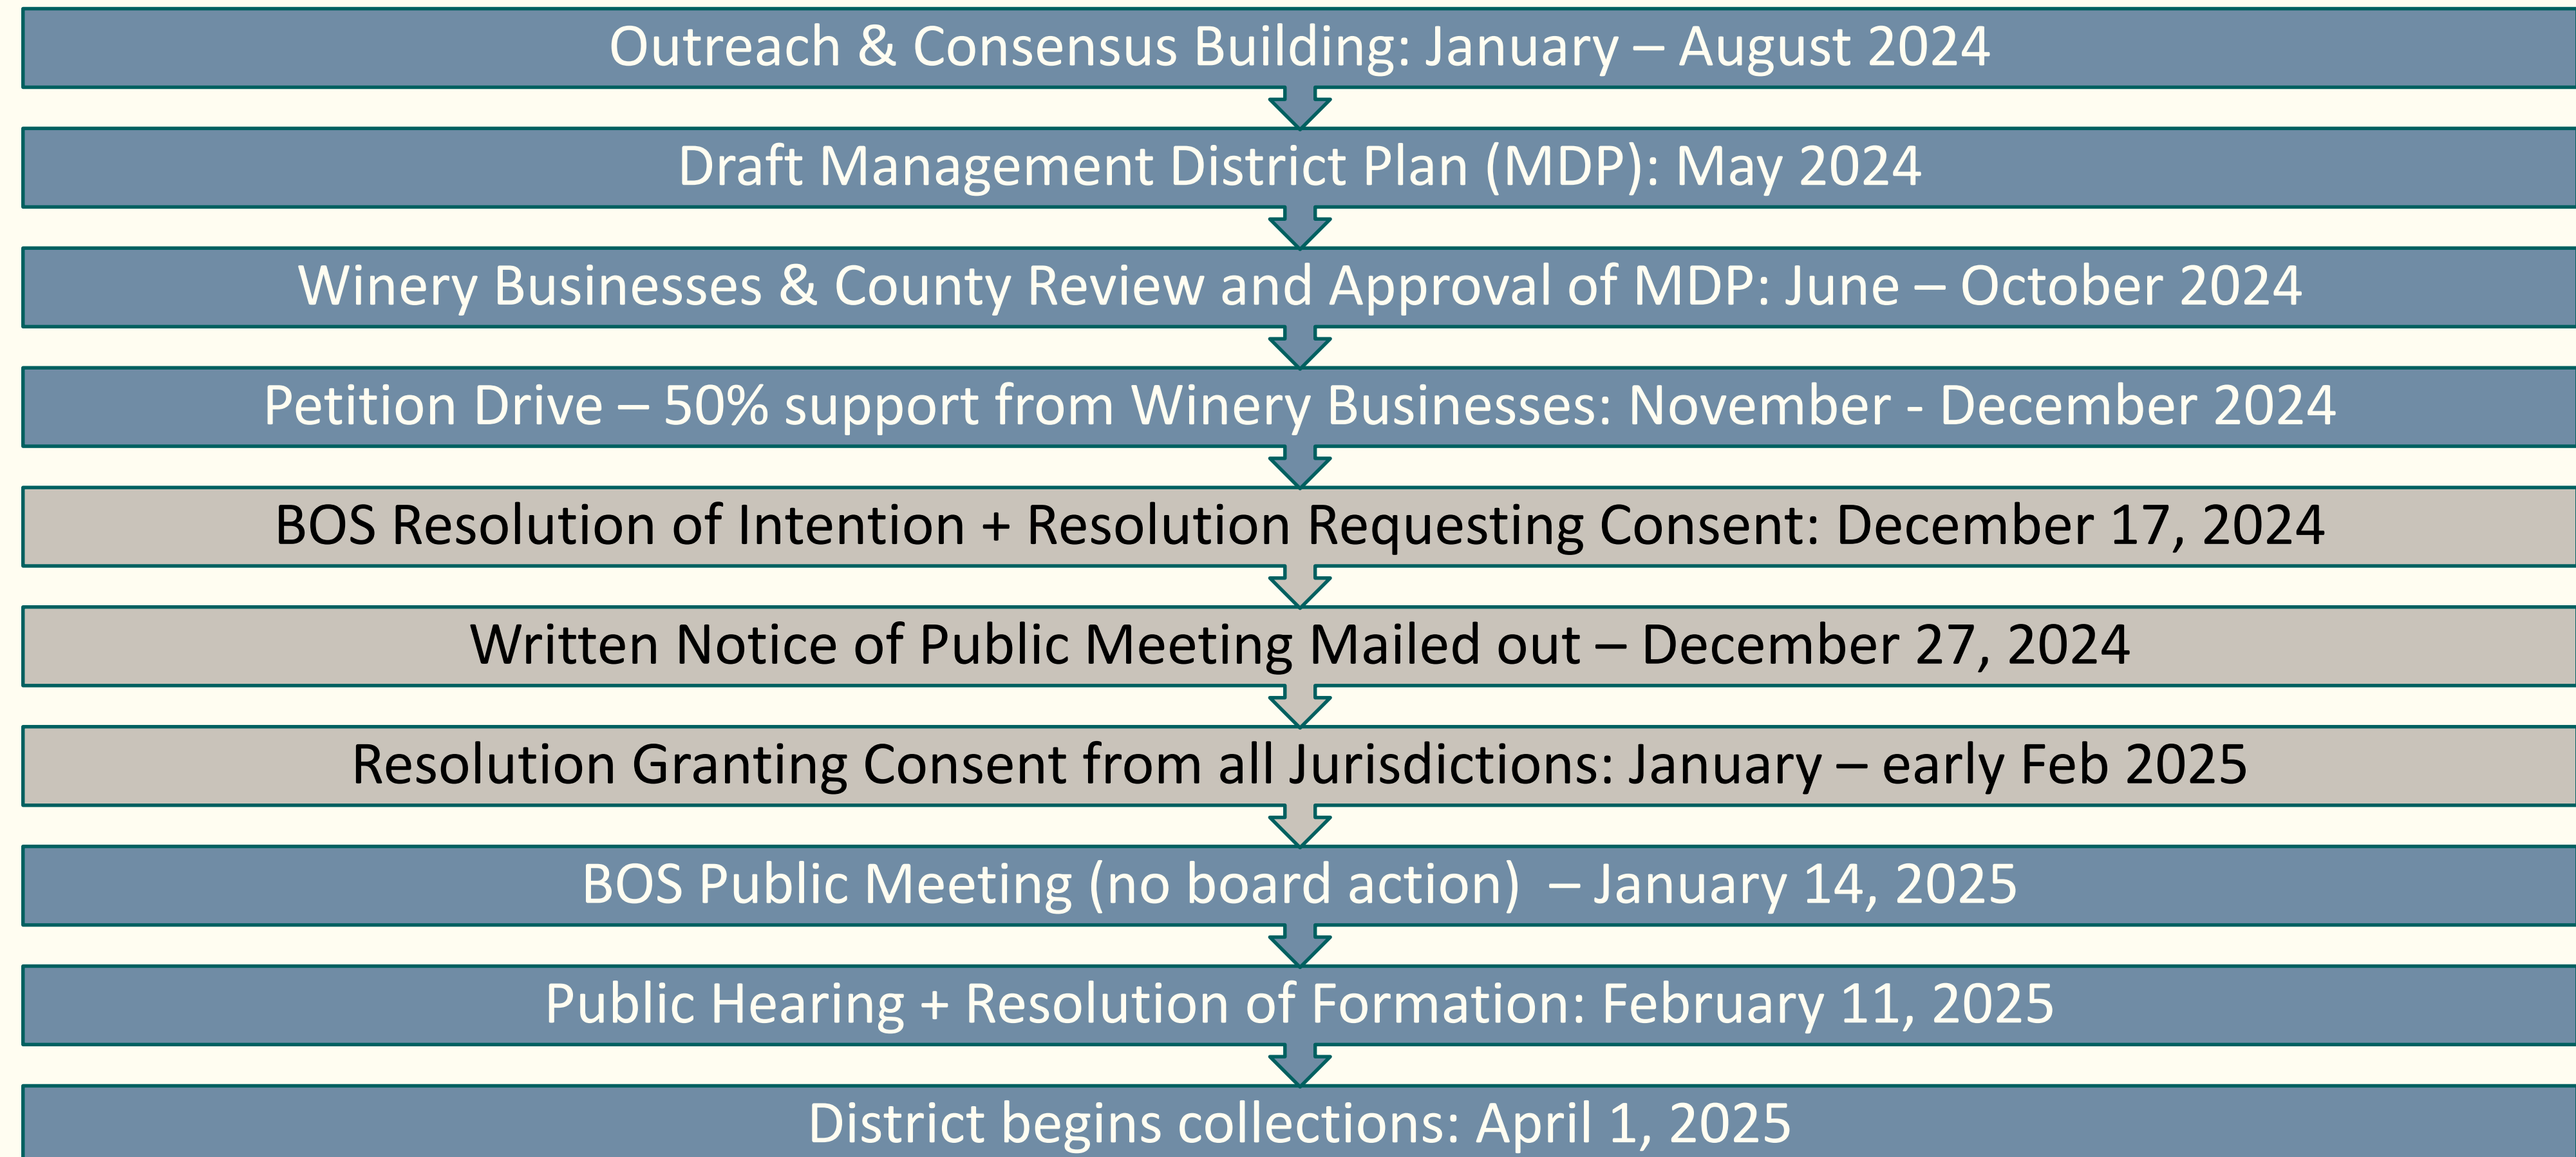 Outreach & Consensus Building: January – August 2024
Draft Management District Plan (MDP): May 2024
Winery Businesses & County Review and Approval of MDP: June – October 2024
Petition Drive – 50% support from Winery Businesses: November - December 2024
BOS Resolution of Intention + Resolution Requesting Consent: December 17, 2024
Written Notice of Public Meeting Mailed out – December 27, 2024
Resolution Granting Consent from all Jurisdictions: January – early Feb 2025
BOS Public Meeting (no board action)  – January 14, 2025
Public Hearing + Resolution of Formation: February 11, 2025
District begins collections: April 1, 2025